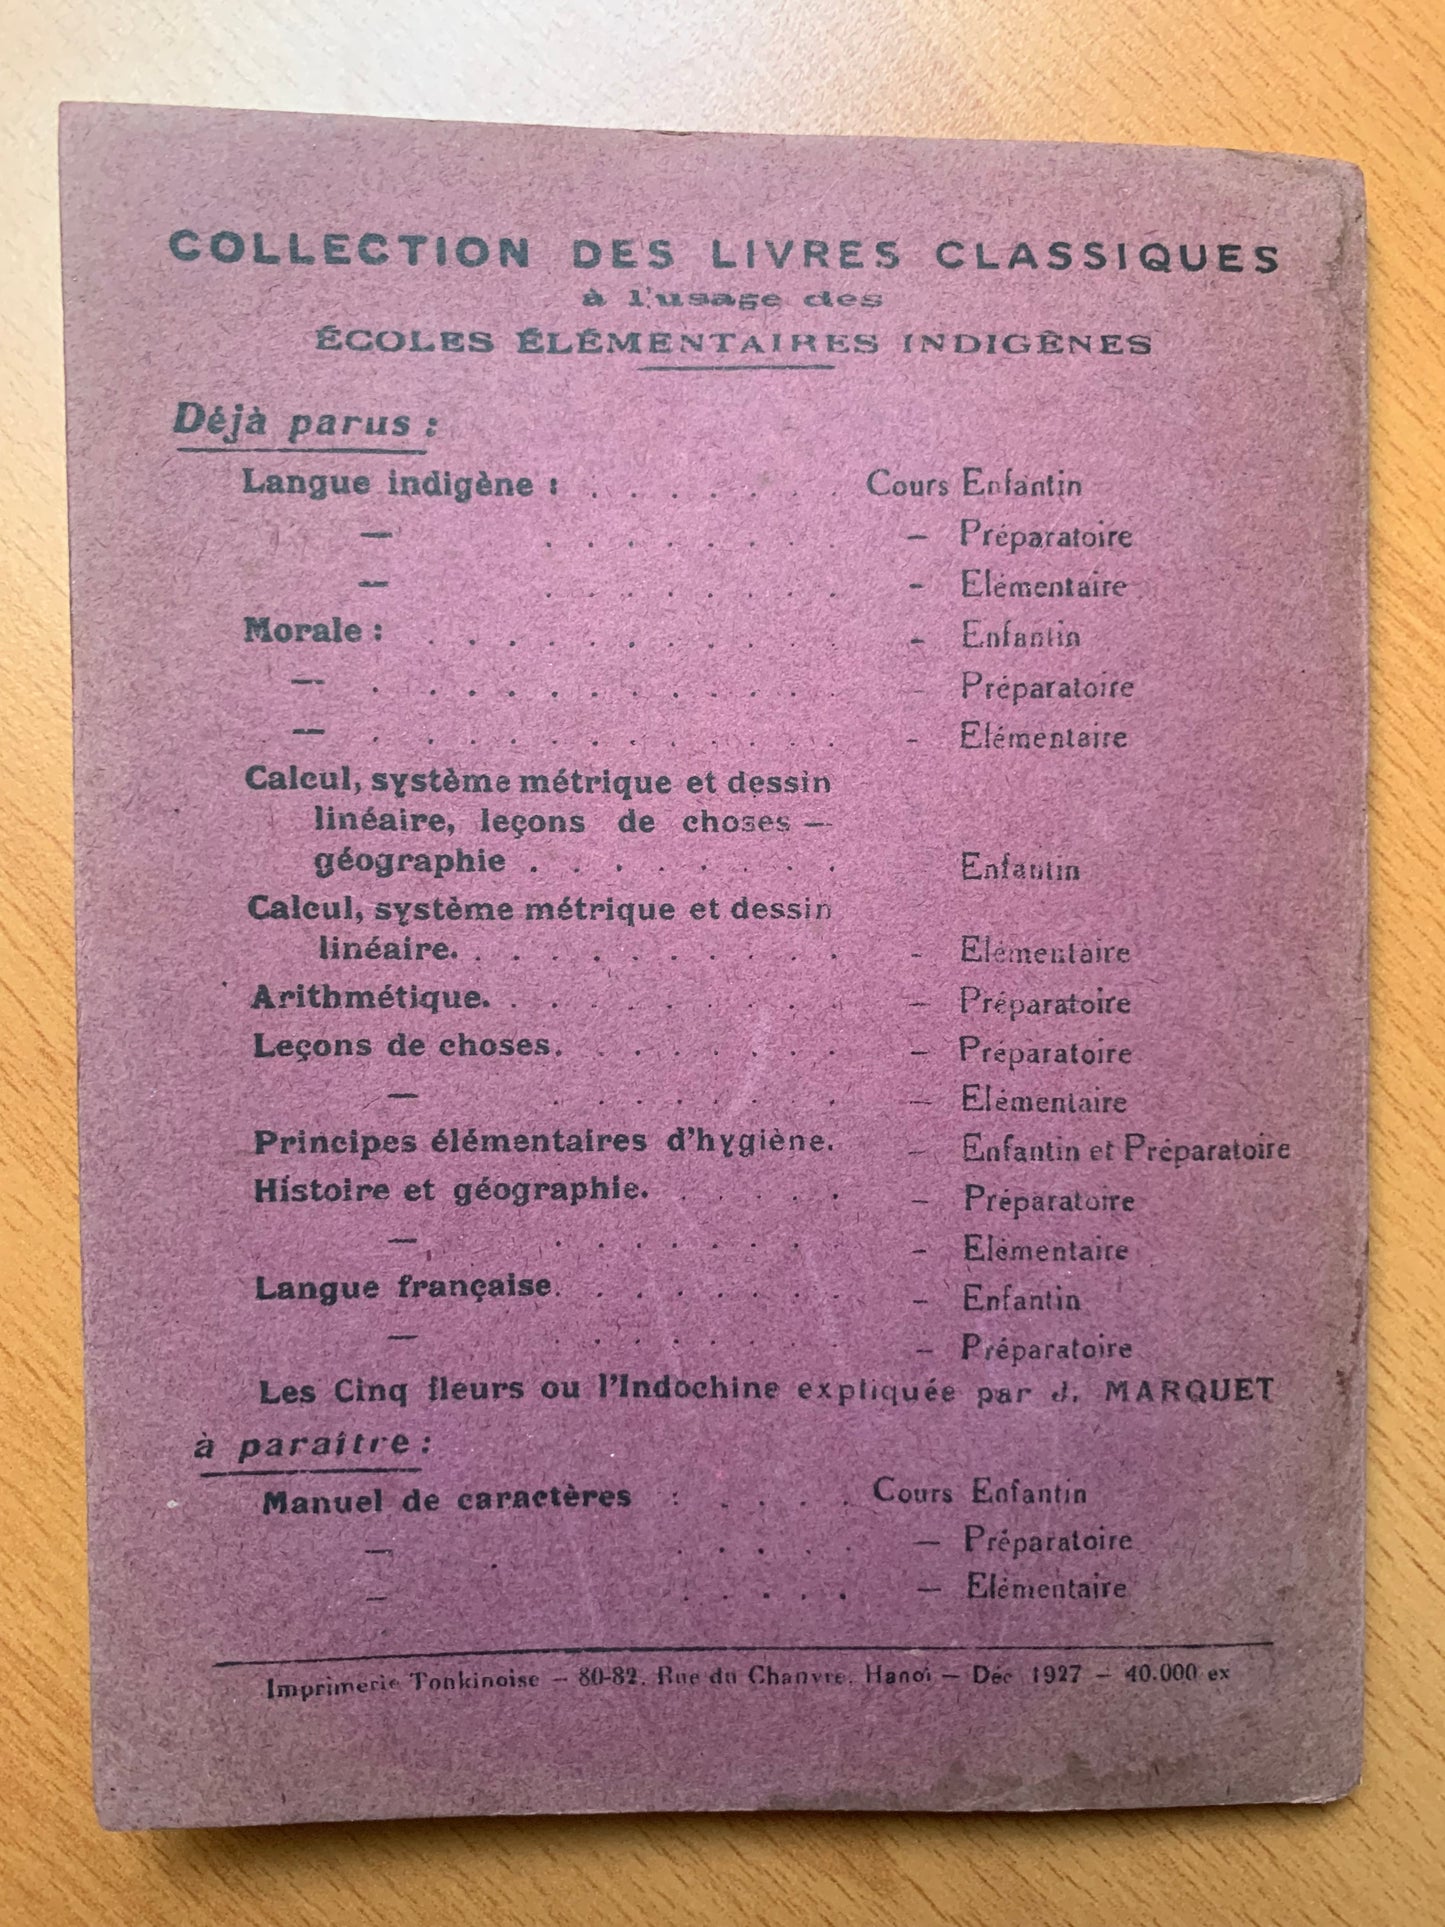 COLLECTION DES LIVRES CLASSIQUES
à l'usage des
ÉCOLES ÉLÉMENTAIRES INDIGÊNES
Déjà parus :
Langue indigène : . . . . . . . Cours Enfantin
— . . . . . . . . — Préparatoire
— . . . . . . . . - Elémentaire
Morale : . . . . . . . . . . . - Enfantin
— . . . . . . . . . . . . - Préparatoire
— . . . . . . . . . . . . - Elémentaire
Calcul, système métrique et dessin
linéaire, leçons de choses —
géographie . . . . . . . . Enfantin
Calcul, système métrique et dessin
linéaire. . . . . . . . . . - Elémentaire
Arithmétique. . . . . . . . . — Préparatoire
Leçons de choses. . . . . . . — Préparatoire
— . . . . . . . — Elémentaire
Principes élémentaires d'hygiène. — Enfantin et Préparatoire
Histoire et géographie. . . . . . — Préparatoire
— . . . . . . . - Elémentaire
Langue française. . . . . . . . — Enfantin
— . . . . . . . — Préparatoire
Les Cinq fleurs ou l'Indochine expliquée par J. MARQUET
à paraître :
Manuel de caractères : . . . . Cours Enfantin
— . . . . . . — Préparatoire
— . . . . . — Elémentaire
Imprimerie Tonkinoise — 80-82, Rue du Chanvre, Hanoï — Déc 1927 — 40.000 ex